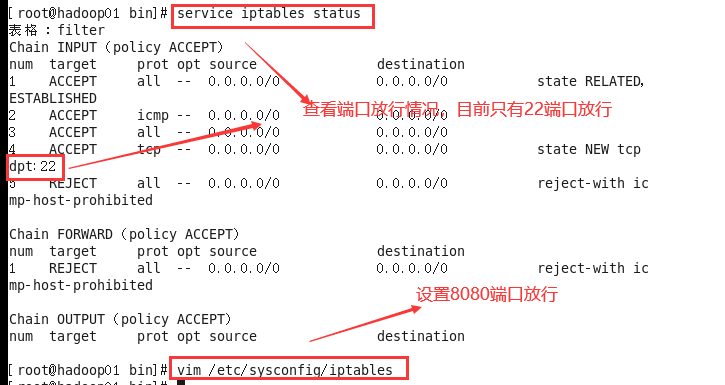 [root@hadoop01 bin]# service iptables status
表格：filter
Chain INPUT (policy ACCEPT)
num  target     prot opt source               destination
1    ACCEPT     all  --  0.0.0.0/0            0.0.0.0/0           state RELATED,
ESTABLISHED
查看端口放行情况，目前只有22端口放行
2    ACCEPT     icmp --  0.0.0.0/0            0.0.0.0/0
3    ACCEPT     all  --  0.0.0.0/0            0.0.0.0/0
4    ACCEPT     tcp  --  0.0.0.0/0            0.0.0.0/0           state NEW tcp
dpt:22
5    REJECT     all  --  0.0.0.0/0            0.0.0.0/0           reject-with ic
mp-host-prohibited
Chain FORWARD (policy ACCEPT)
num  target     prot opt source               destination
1    REJECT     all  --  0.0.0.0/0            0.0.0.0/0           reject-with ic
mp-host-prohibited
设置8080端口放行
Chain OUTPUT (policy ACCEPT)
num  target     prot opt source               destination
[root@hadoop01 bin]# vim /etc/sysconfig/iptables